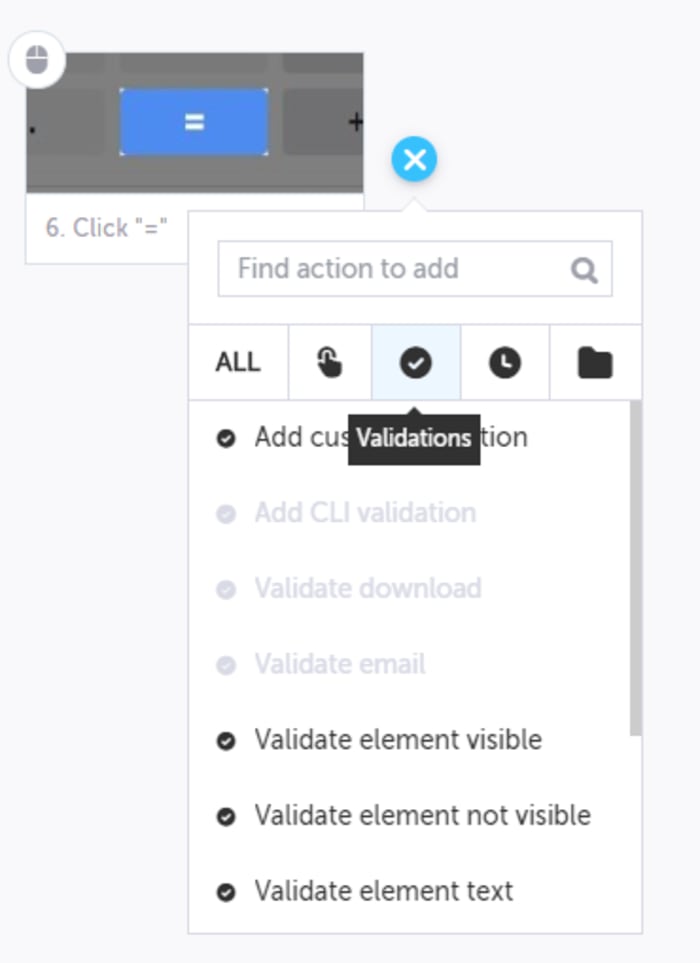 .
=
+
6. Click "="
Find action to add
ALL
Add cus
Validations
tion
Add CLI validation
Validate download
Validate email
Validate element visible
Validate element not visible
Validate element text